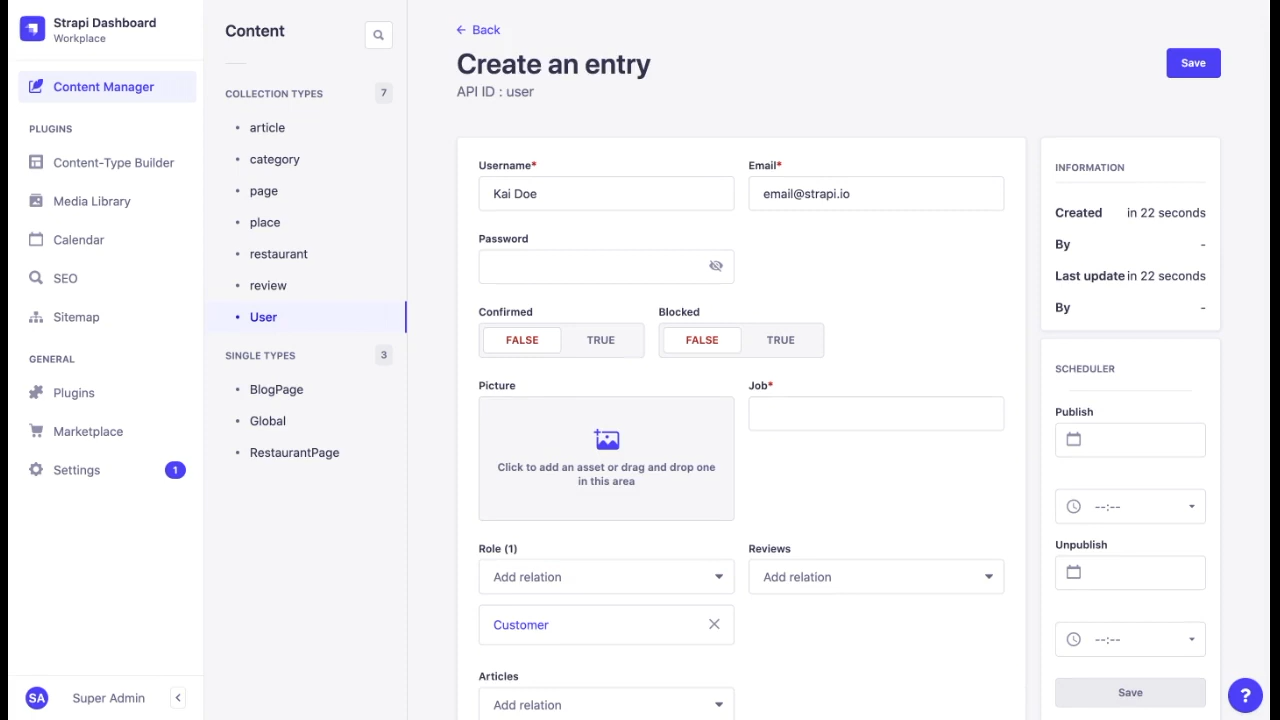 Strapi Dashboard
Workplace
Content Manager
PLUGINS
Content-Type Builder
Media Library
Calendar
SEO
Sitemap
GENERAL
Plugins
Marketplace
Settings 1
SA Super Admin
Content
COLLECTION TYPES 7
article
category
page
place
restaurant
review
User
SINGLE TYPES 3
BlogPage
Global
RestaurantPage
Back
Create an entry
API ID : user
Save
Username* Email*
Kai Doe email@strapi.io
Password
Confirmed Blocked
FALSE TRUE FALSE TRUE
Picture Job*
Click to add an asset or drag and drop one
in this area
Role (1) Reviews
Add relation Add relation
Customer
Articles
Add relation
INFORMATION
Created in 22 seconds
By -
Last update in 22 seconds
By -
SCHEDULER
Publish
--:--
Unpublish
--:--
Save
?